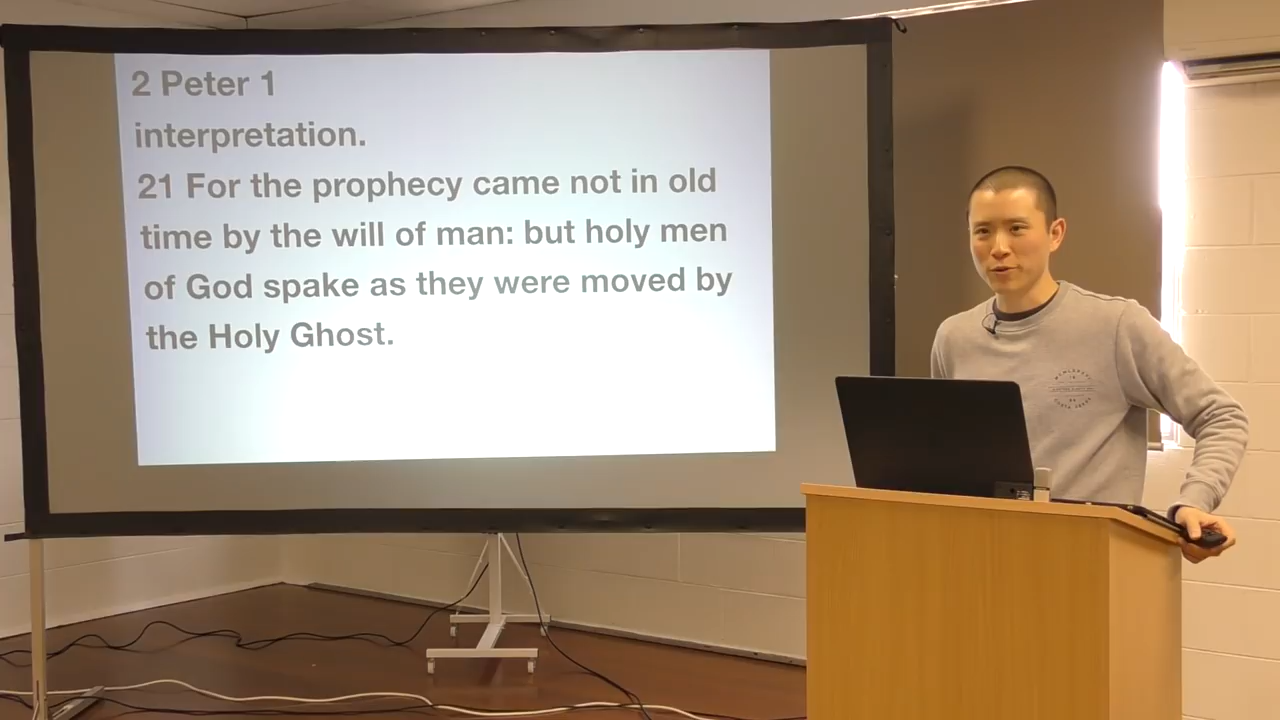 2 Peter 1
interpretation.
21 For the prophecy came not in old
time by the will of man: but holy men
of God spake as they were moved by
the Holy Ghost.